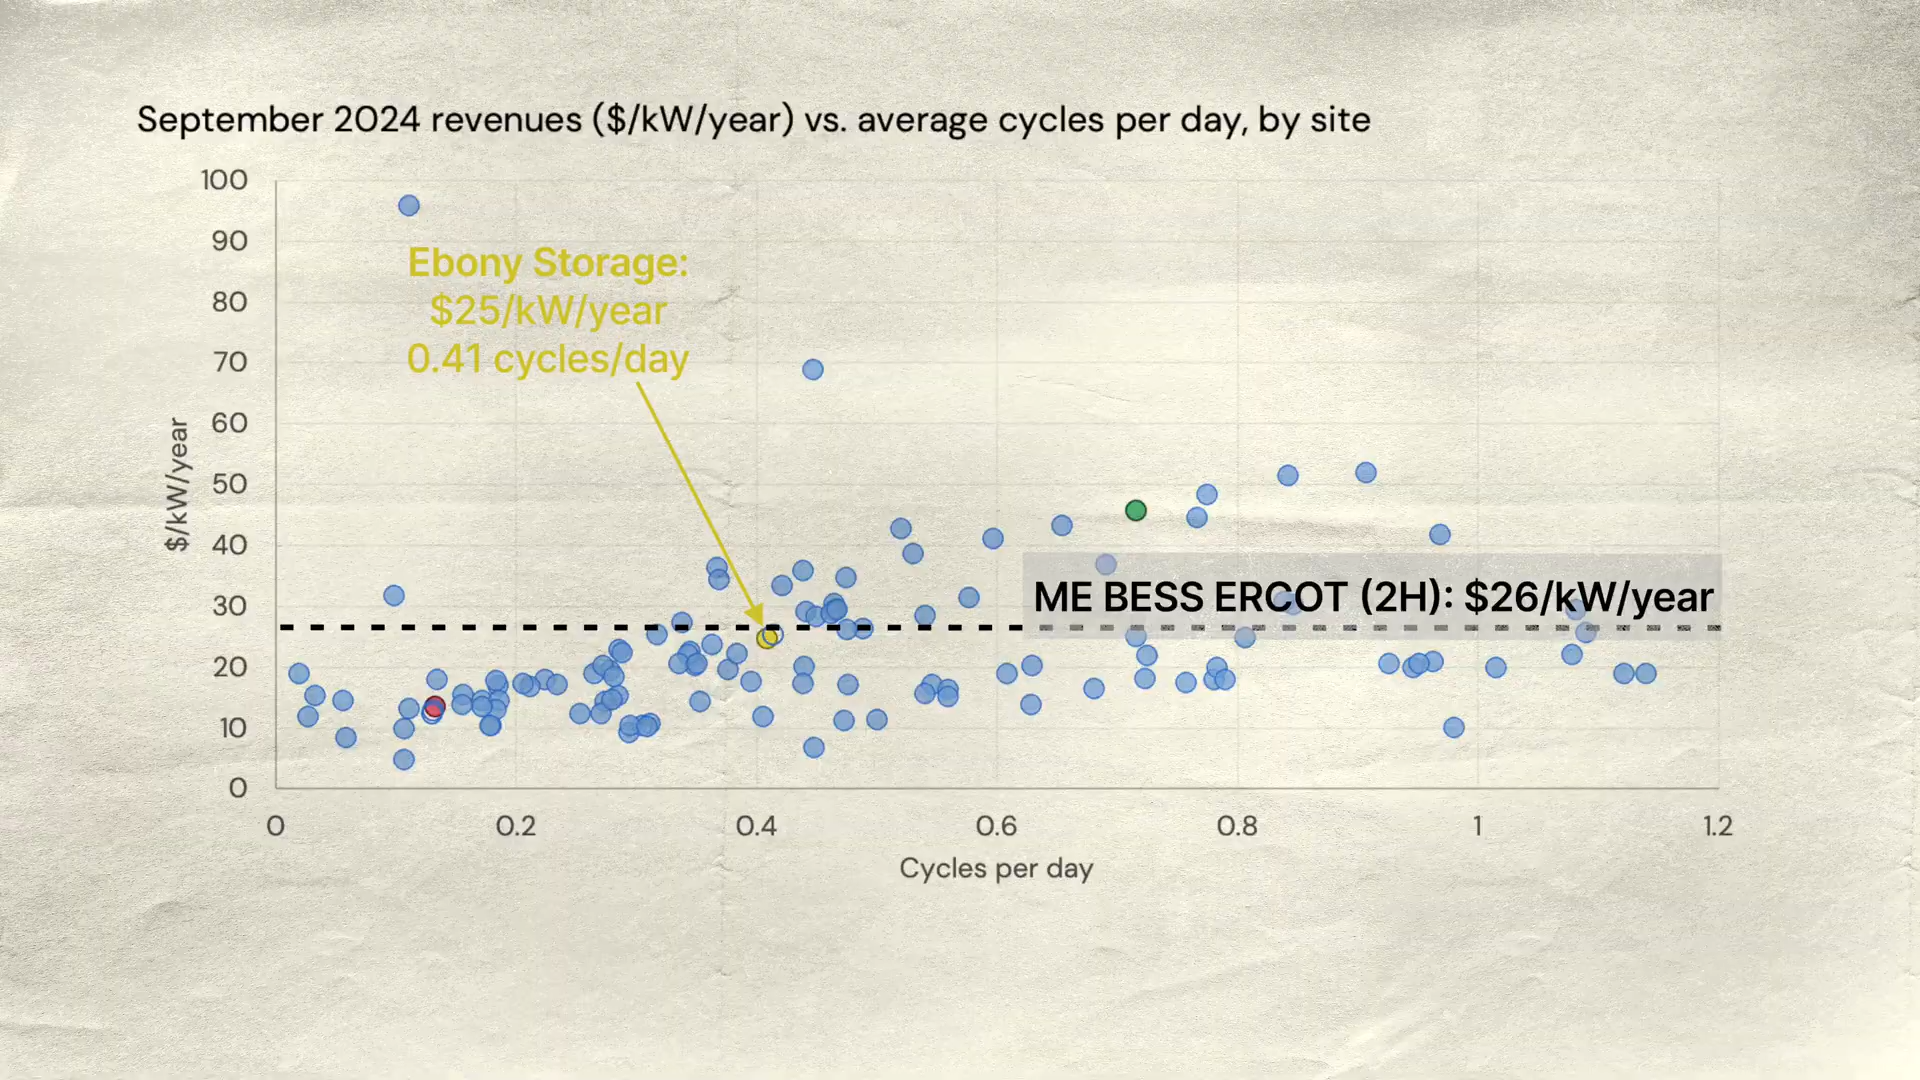 September 2024 revenues ($/kW/year) vs. average cycles per day, by site
100
90
80
70
60
50
40
30
20
10
0
$/kW/year
Ebony Storage:
$25/kW/year
0.41 cycles/day
ME BESS ERCOT (2H): $26/kW/year
0 0.2 0.4 0.6 0.8 1 1.2
Cycles per day